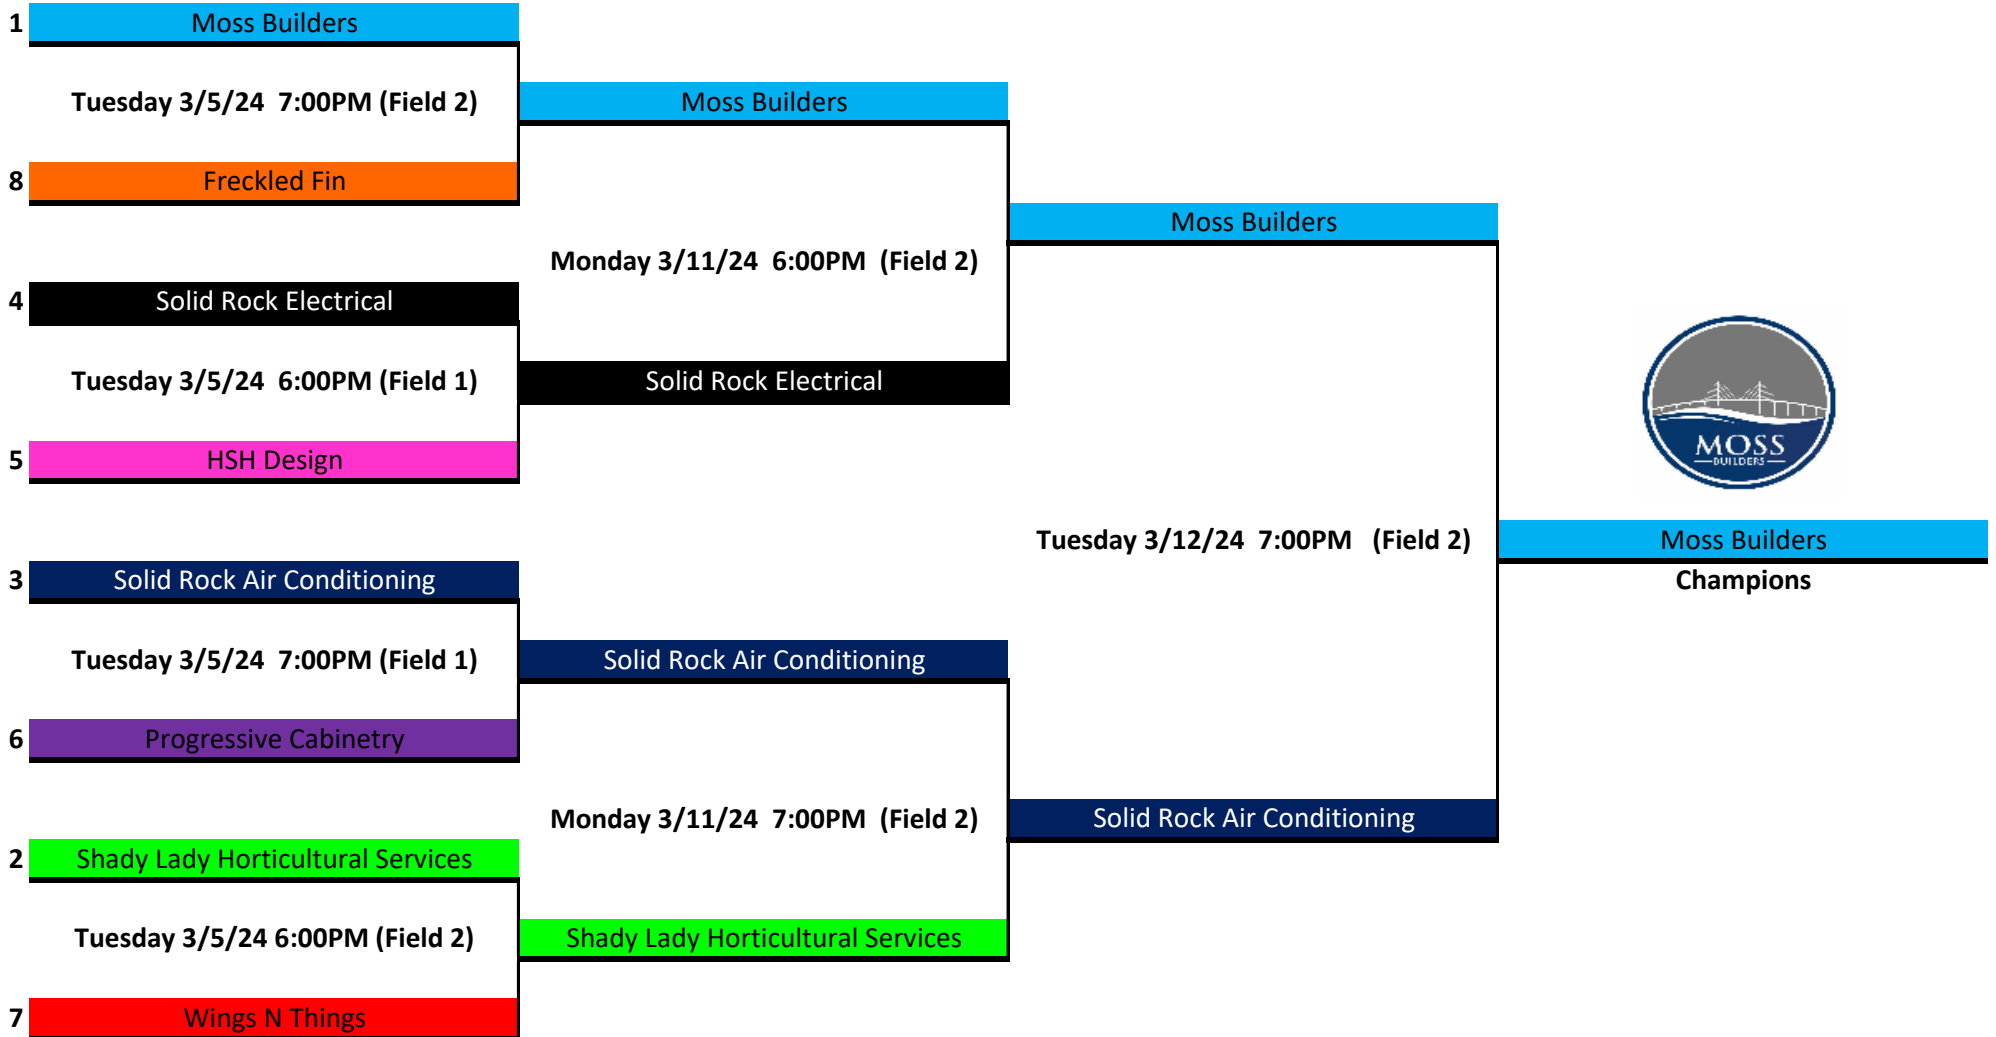 1 Moss Builders
Tuesday 3/5/24 7:00PM (Field 2)
Moss Builders
8 Freckled Fin
Moss Builders
Monday 3/11/24 6:00PM (Field 2)
4 Solid Rock Electrical
Tuesday 3/5/24 6:00PM (Field 1)
Solid Rock Electrical
MOSS
BUILDERS
5 HSH Design
Tuesday 3/12/24 7:00PM (Field 2)
Moss Builders
3 Solid Rock Air Conditioning
Champions
Tuesday 3/5/24 7:00PM (Field 1)
Solid Rock Air Conditioning
6 Progressive Cabinetry
Monday 3/11/24 7:00PM (Field 2)
Solid Rock Air Conditioning
2 Shady Lady Horticultural Services
Tuesday 3/5/24 6:00PM (Field 2)
Shady Lady Horticultural Services
7 Wings N Things